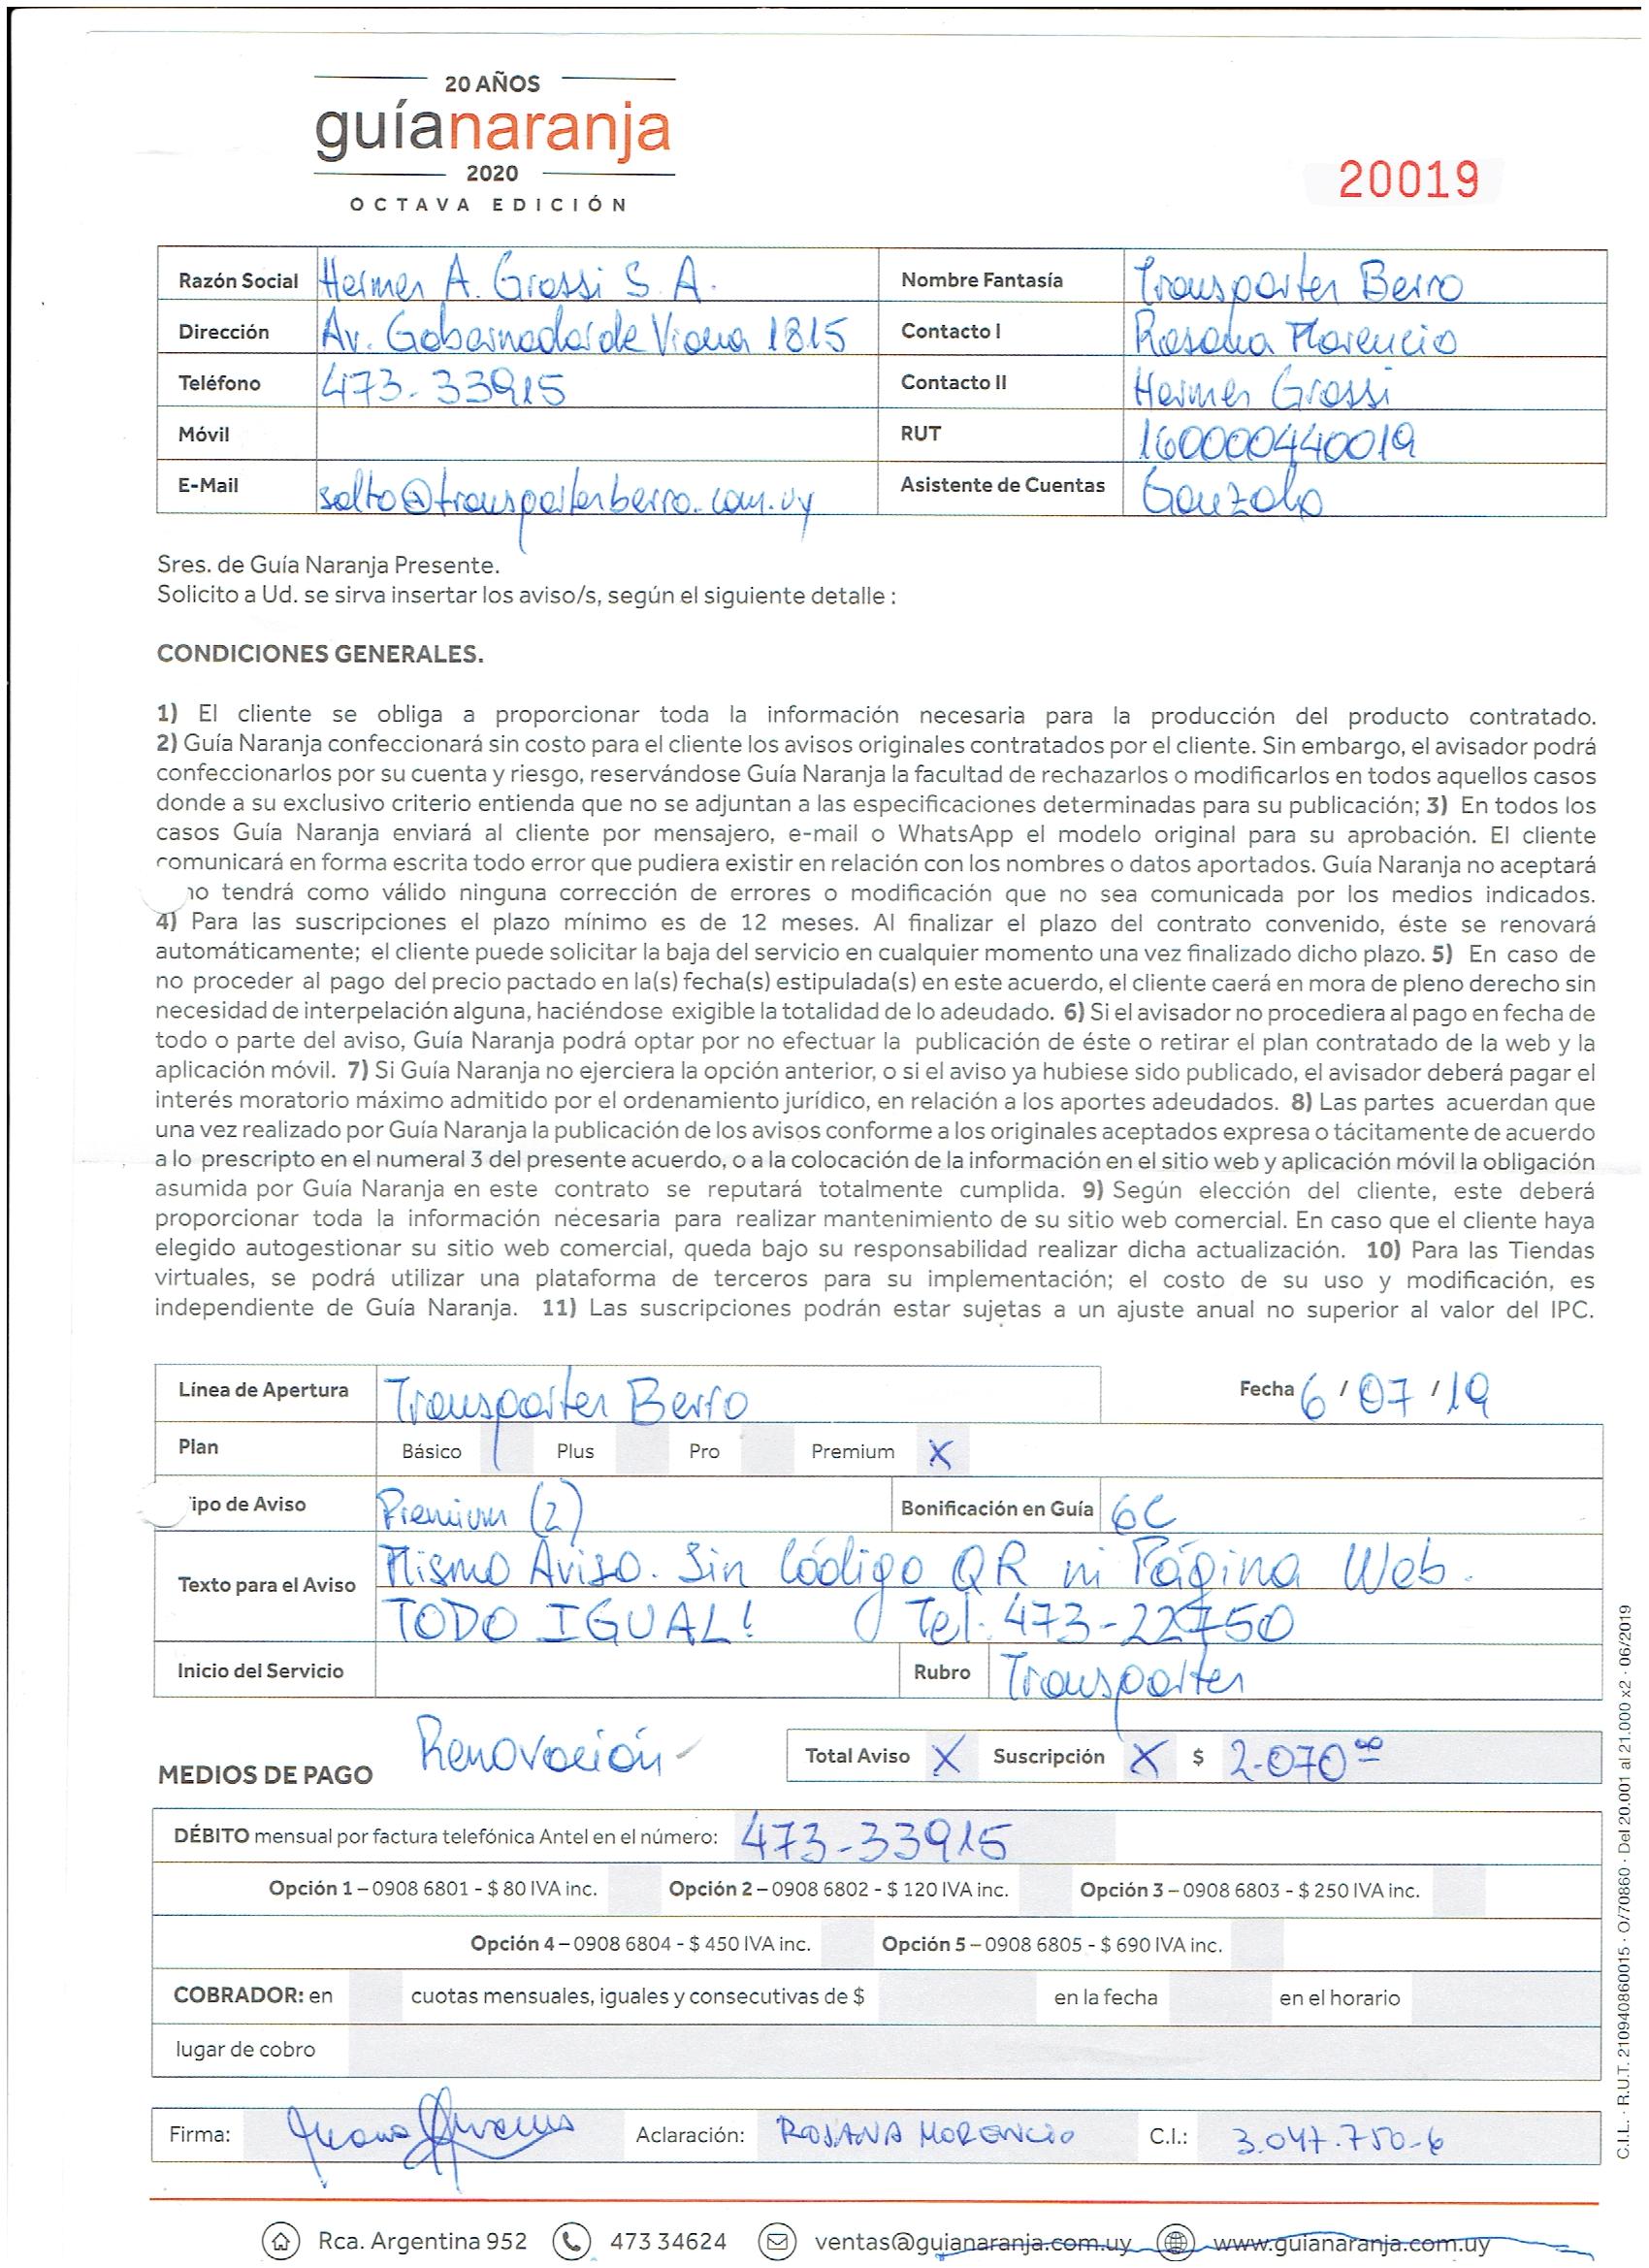 20 AÑOS
guíanaranja
2020
OCTAVA EDICIÓN
20019
Razón Social Hermes A. Grossi S.A. Nombre Fantasía Transportes Berro
Dirección Av. Gobernador de Viana 1815 Contacto I Rosana Morencio
Teléfono 473-33915 Contacto II Hermes Grossi
Móvil RUT 160000440019
E-Mail salto@transportesberro.com.uy Asistente de Cuentas Gonzalo
Sres. de Guía Naranja Presente.
Solicito a Ud. se sirva insertar los aviso/s, según el siguiente detalle :
CONDICIONES GENERALES.
1) El cliente se obliga a proporcionar toda la información necesaria para la producción del producto contratado.
2) Guía Naranja confeccionará sin costo para el cliente los avisos originales contratados por el cliente. Sin embargo, el avisador podrá
confeccionarlos por su cuenta y riesgo, reservándose Guía Naranja la facultad de rechazarlos o modificarlos en todos aquellos casos
donde a su exclusivo criterio entienda que no se adjuntan a las especificaciones determinadas para su publicación; 3) En todos los
casos Guía Naranja enviará al cliente por mensajero, e-mail o WhatsApp el modelo original para su aprobación. El cliente
comunicará en forma escrita todo error que pudiera existir en relación con los nombres o datos aportados. Guía Naranja no aceptará
no tendrá como válido ninguna corrección de errores o modificación que no sea comunicada por los medios indicados.
4) Para las suscripciones el plazo mínimo es de 12 meses. Al finalizar el plazo del contrato convenido, éste se renovará
automáticamente; el cliente puede solicitar la baja del servicio en cualquier momento una vez finalizado dicho plazo. 5) En caso de
no proceder al pago del precio pactado en la(s) fecha(s) estipulada(s) en este acuerdo, el cliente caerá en mora de pleno derecho sin
necesidad de interpelación alguna, haciéndose exigible la totalidad de lo adeudado. 6) Si el avisador no procediera al pago en fecha de
todo o parte del aviso, Guía Naranja podrá optar por no efectuar la publicación de éste o retirar el plan contratado de la web y la
aplicación móvil. 7) Si Guía Naranja no ejerciera la opción anterior, o si el aviso ya hubiese sido publicado, el avisador deberá pagar el
interés moratorio máximo admitido por el ordenamiento jurídico, en relación a los aportes adeudados. 8) Las partes acuerdan que
una vez realizado por Guía Naranja la publicación de los avisos conforme a los originales aceptados expresa o tácitamente de acuerdo
a lo prescripto en el numeral 3 del presente acuerdo, o a la colocación de la información en el sitio web y aplicación móvil la obligación
asumida por Guía Naranja en este contrato se reputará totalmente cumplida. 9) Según elección del cliente, este deberá
proporcionar toda la información necesaria para realizar mantenimiento de su sitio web comercial. En caso que el cliente haya
elegido autogestionar su sitio web comercial, queda bajo su responsabilidad realizar dicha actualización. 10) Para las Tiendas
virtuales, se podrá utilizar una plataforma de terceros para su implementación; el costo de su uso y modificación, es
independiente de Guía Naranja. 11) Las suscripciones podrán estar sujetas a un ajuste anual no superior al valor del IPC.
Línea de Apertura Transportes Berro Fecha 6 / 07 / 19
Plan Básico Plus Pro Premium X
Tipo de Aviso Premium (2) Bonificación en Guía 6C
Texto para el Aviso Mismo Aviso. Sin Código QR ni Página Web.
TODO IGUAL! Tel: 473-22750
Inicio del Servicio Rubro Transportes
Renovación
MEDIOS DE PAGO Total Aviso X Suscripción X $ 2.070 00
DÉBITO mensual por factura telefónica Antel en el número: 473-33915
Opción 1 – 0908 6801 - $ 80 IVA inc. Opción 2 – 0908 6802 - $ 120 IVA inc. Opción 3 – 0908 6803 - $ 250 IVA inc.
Opción 4 – 0908 6804 - $ 450 IVA inc. Opción 5 – 0908 6805 - $ 690 IVA inc.
COBRADOR: en cuotas mensuales, iguales y consecutivas de $ en la fecha en el horario
lugar de cobro
Firma: Aclaración: ROSANA MORENCIO C.I.: 3.047.750-6
Rca. Argentina 952 473 34624 ventas@guianaranja.com.uy www.guianaranja.com.uy
C.I.L. · R.U.T. 210940860015 · O/70860 · Del 20.001 al 21.000 x2 · 06/2019